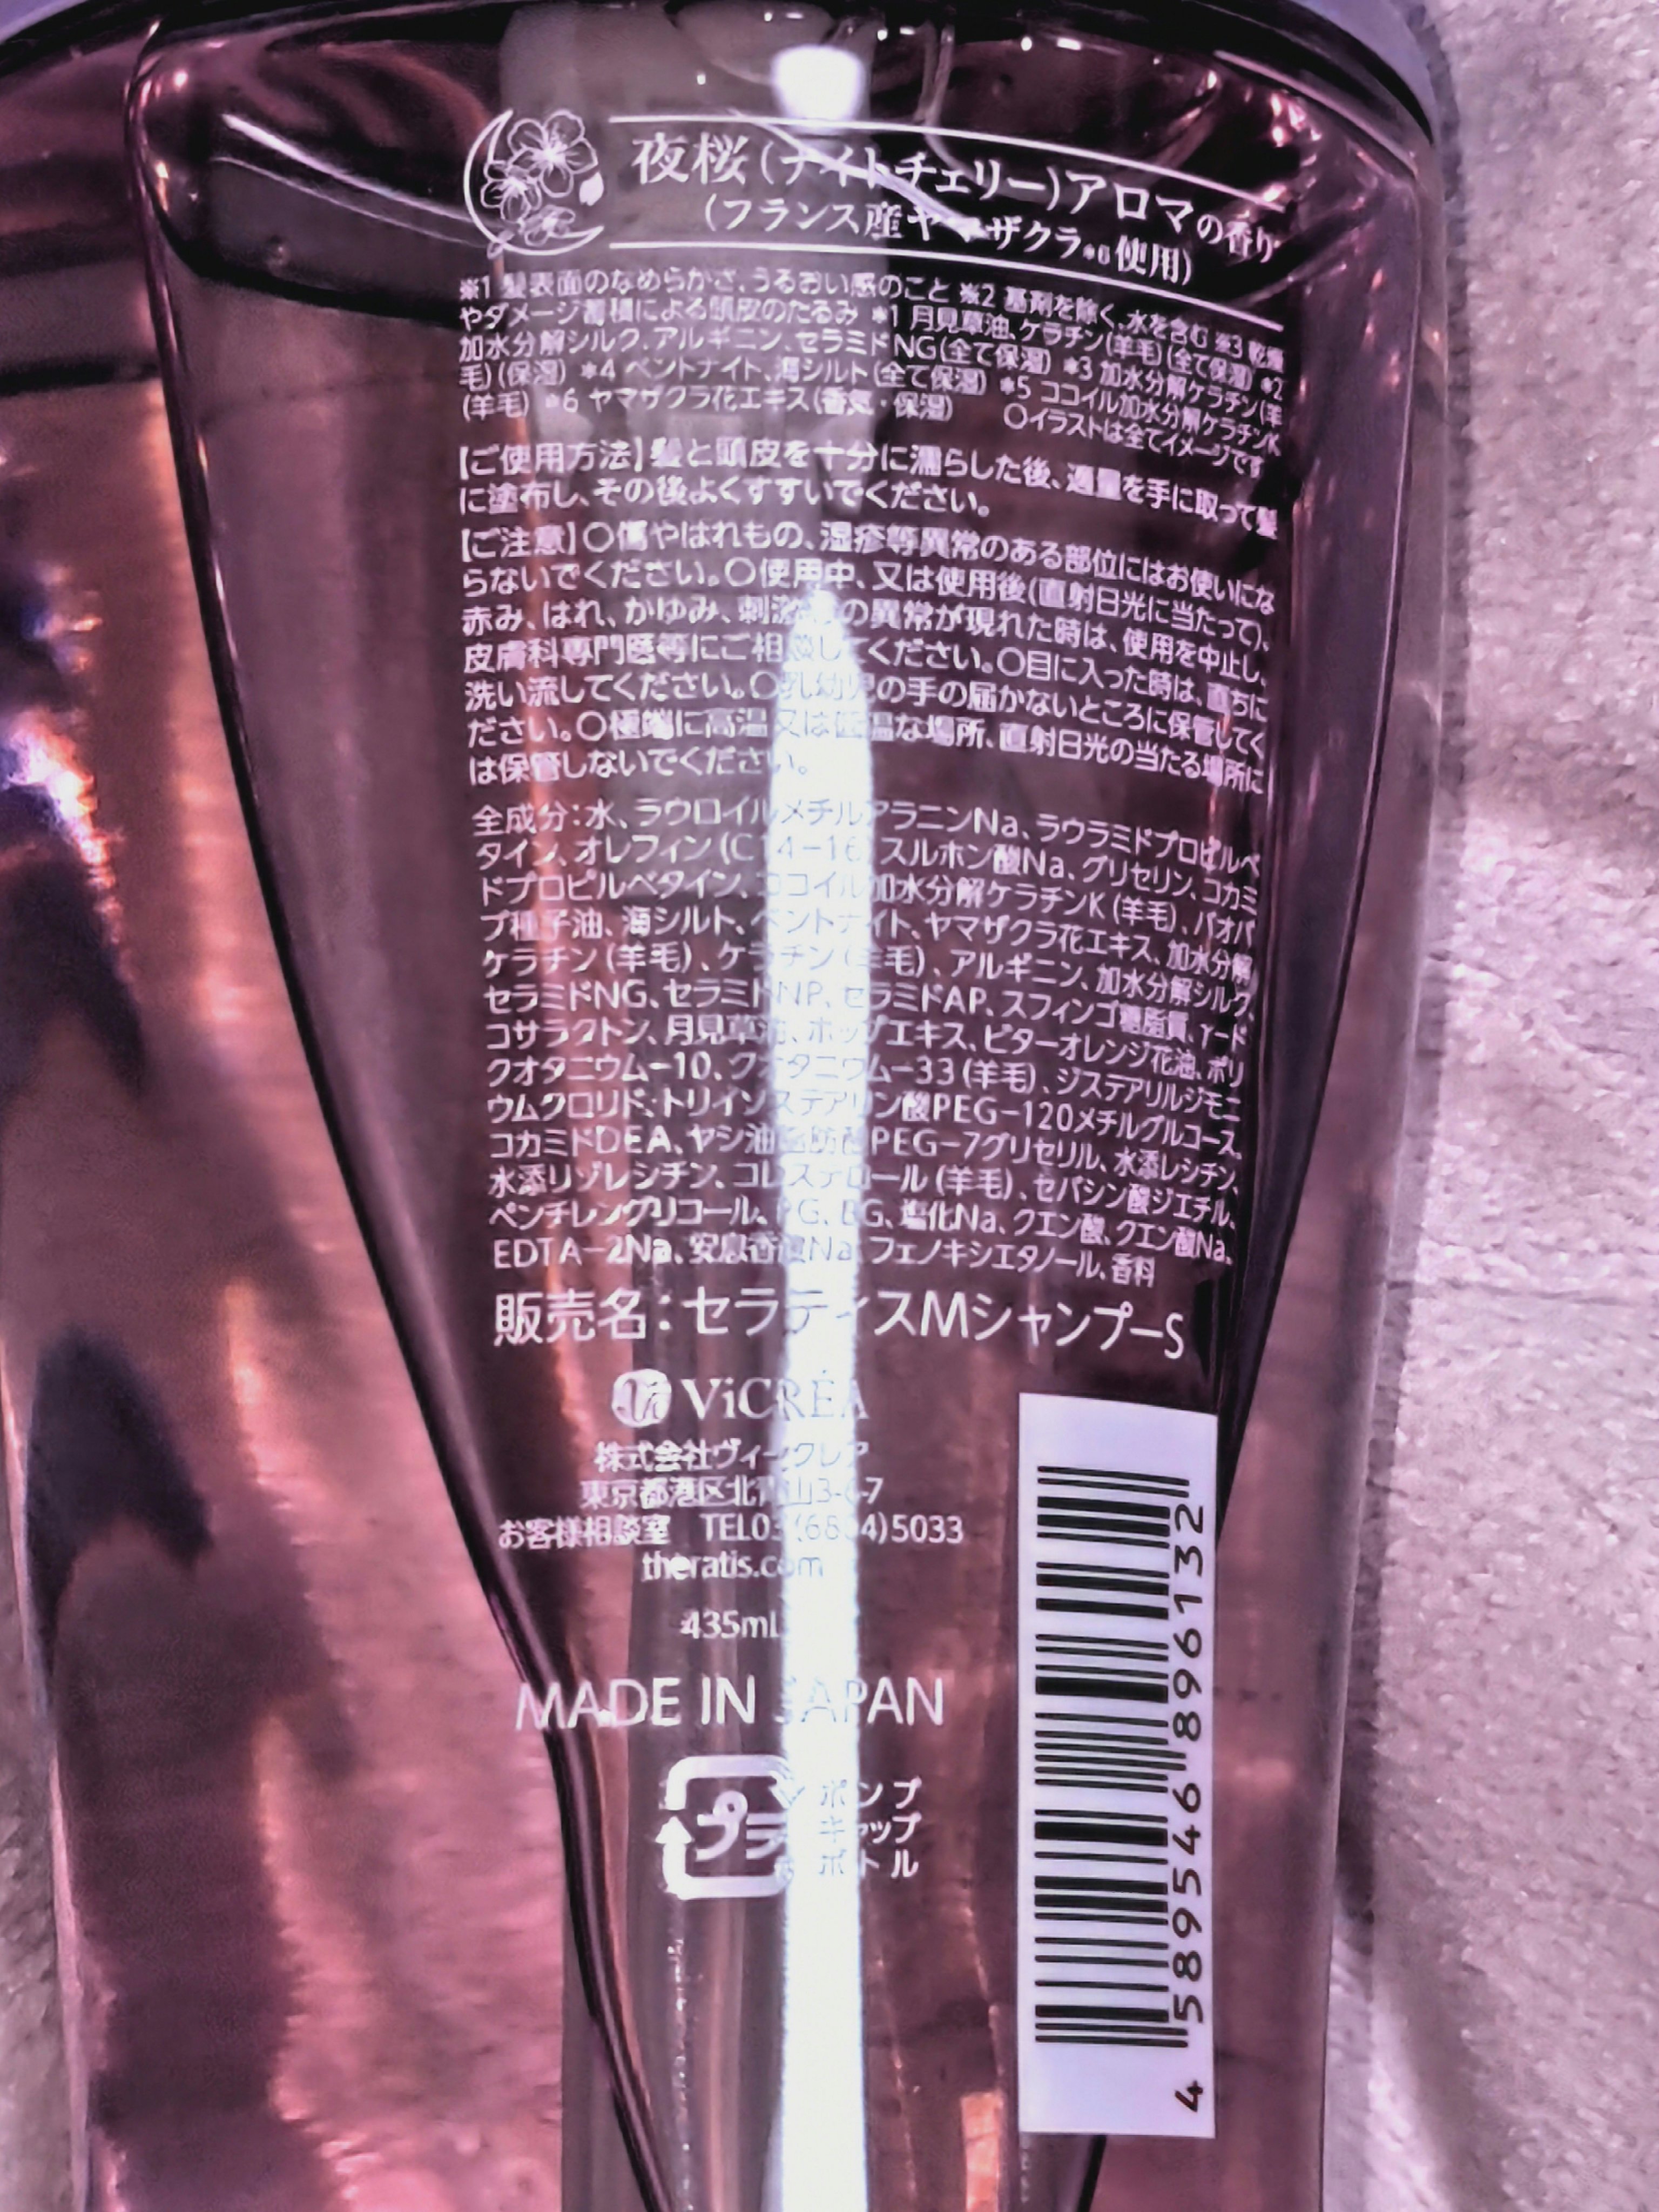 夜桜(ナイトチェリー)アロマの香り
(フランス産ヤマザクラ*6使用)
※1 髪表面のなめらかさ、うるおい感のこと ※2 基剤を除く、水を含む ※3 乾燥
やダメージ蓄積による頭皮のたるみ *1 月見草油、ケラチン(羊毛)(全て保湿) *2
加水分解シルク、アルギニン、セラミドNG(全て保湿) *3 加水分解ケラチン(羊
毛)(保湿) *4 ベントナイト、海シルト(全て保湿) *5 ココイル加水分解ケラチンK
(羊毛) *6 ヤマザクラ花エキス(香気・保湿) 〇イラストは全てイメージです
【ご使用方法】髪と頭皮を十分に濡らした後、適量を手に取って髪
に塗布し、その後よくすすいでください。
【ご注意】〇傷やはれもの、湿疹等異常のある部位にはお使いにな
らないでください。〇使用中、又は使用後(直射日光に当たって)、
赤み、はれ、かゆみ、刺激等の異常が現れた時は、使用を中止し、
皮膚科専門医等にご相談してください。〇目に入った時は、直ちに
洗い流してください。〇乳幼児の手の届かないところに保管してく
ださい。〇極端に高温又は低温な場所、直射日光の当たる場所に
は保管しないでください。
全成分:水、ラウロイルメチルアラニンNa、ラウラミドプロピルベ
タイン、オレフィン(C14-16)スルホン酸Na、グリセリン、コカミ
ドプロピルベタイン、ココイル加水分解ケラチンK(羊毛)、バオバ
ブ種子油、海シルト、ベントナイト、ヤマザクラ花エキス、加水分解
ケラチン(羊毛)、ケラチン(羊毛)、アルギニン、加水分解シルク、
セラミドNG、セラミドNP、セラミドAP、スフィンゴ糖脂質、γ-ド
コサラクトン、月見草油、ホップエキス、ビターオレンジ花油、ポリ
クオタニウム-10、クオタニウム-33(羊毛)、ジステアリルジモニ
ウムクロリド、トリイソステアリン酸PEG-120メチルグルコース、
コカミドDEA、ヤシ油脂肪酸PEG-7グリセリル、水添レシチン、
水添リゾレシチン、コレステロール(羊毛)、セバシン酸ジエチル、
ペンチレングリコール、PG、BG、塩化Na、クエン酸、クエン酸Na、
EDTA-2Na、安息香酸Na、フェノキシエタノール、香料
販売名:セラティスMシャンプーS
ViCRÉA
株式会社ヴィークレア
東京都港区北青山3-6-7
お客様相談室 TEL03(6804)5033
theratis.com
435mL
MADE IN JAPAN
プラ
ポンプ
キャップ
ボトル
4 589546 896132